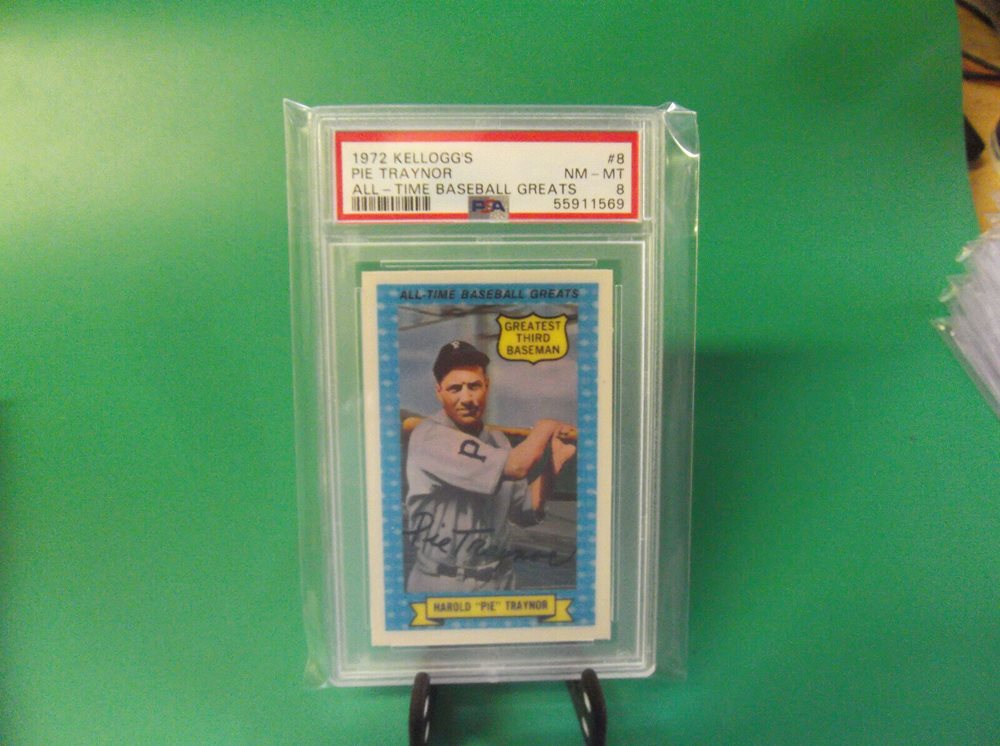 1972 KELLOGG'S #8
PIE TRAYNOR NM - MT
ALL - TIME BASEBALL GREATS 8
PSA 55911569
ALL-TIME BASEBALL GREATS
GREATEST
THIRD
BASEMAN
P
P
Pie Traynor
HAROLD "PIE" TRAYNOR